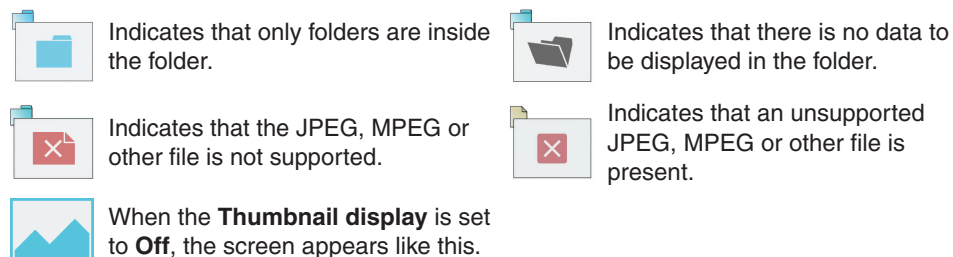 Indicates that only folders are inside
the folder.
Indicates that there is no data to
be displayed in the folder.
Indicates that the JPEG, MPEG or
other file is not supported.
Indicates that an unsupported
JPEG, MPEG or other file is
present.
When the Thumbnail display is set
to Off, the screen appears like this.